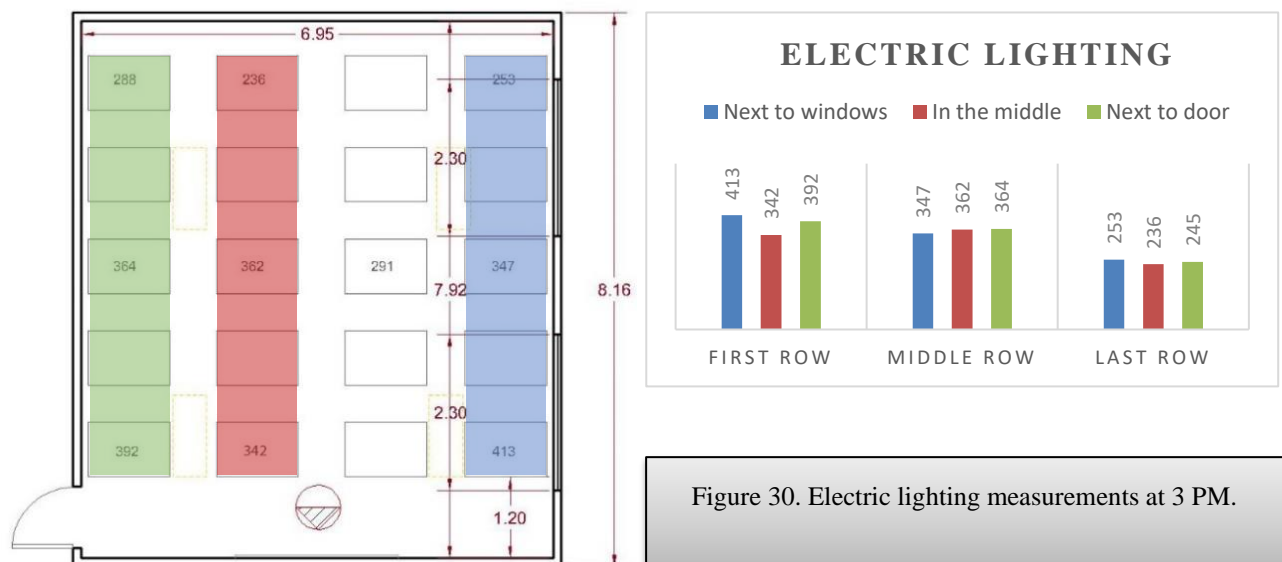 6.95
288 236 253
2.30
364 362 291 347
7.92
8.16
2.30
392 342 413
1.20
ELECTRIC LIGHTING
Next to windows In the middle Next to door
413 342 392 347 362 364 253 236 245
FIRST ROW MIDDLE ROW LAST ROW
Figure 30. Electric lighting measurements at 3 PM.